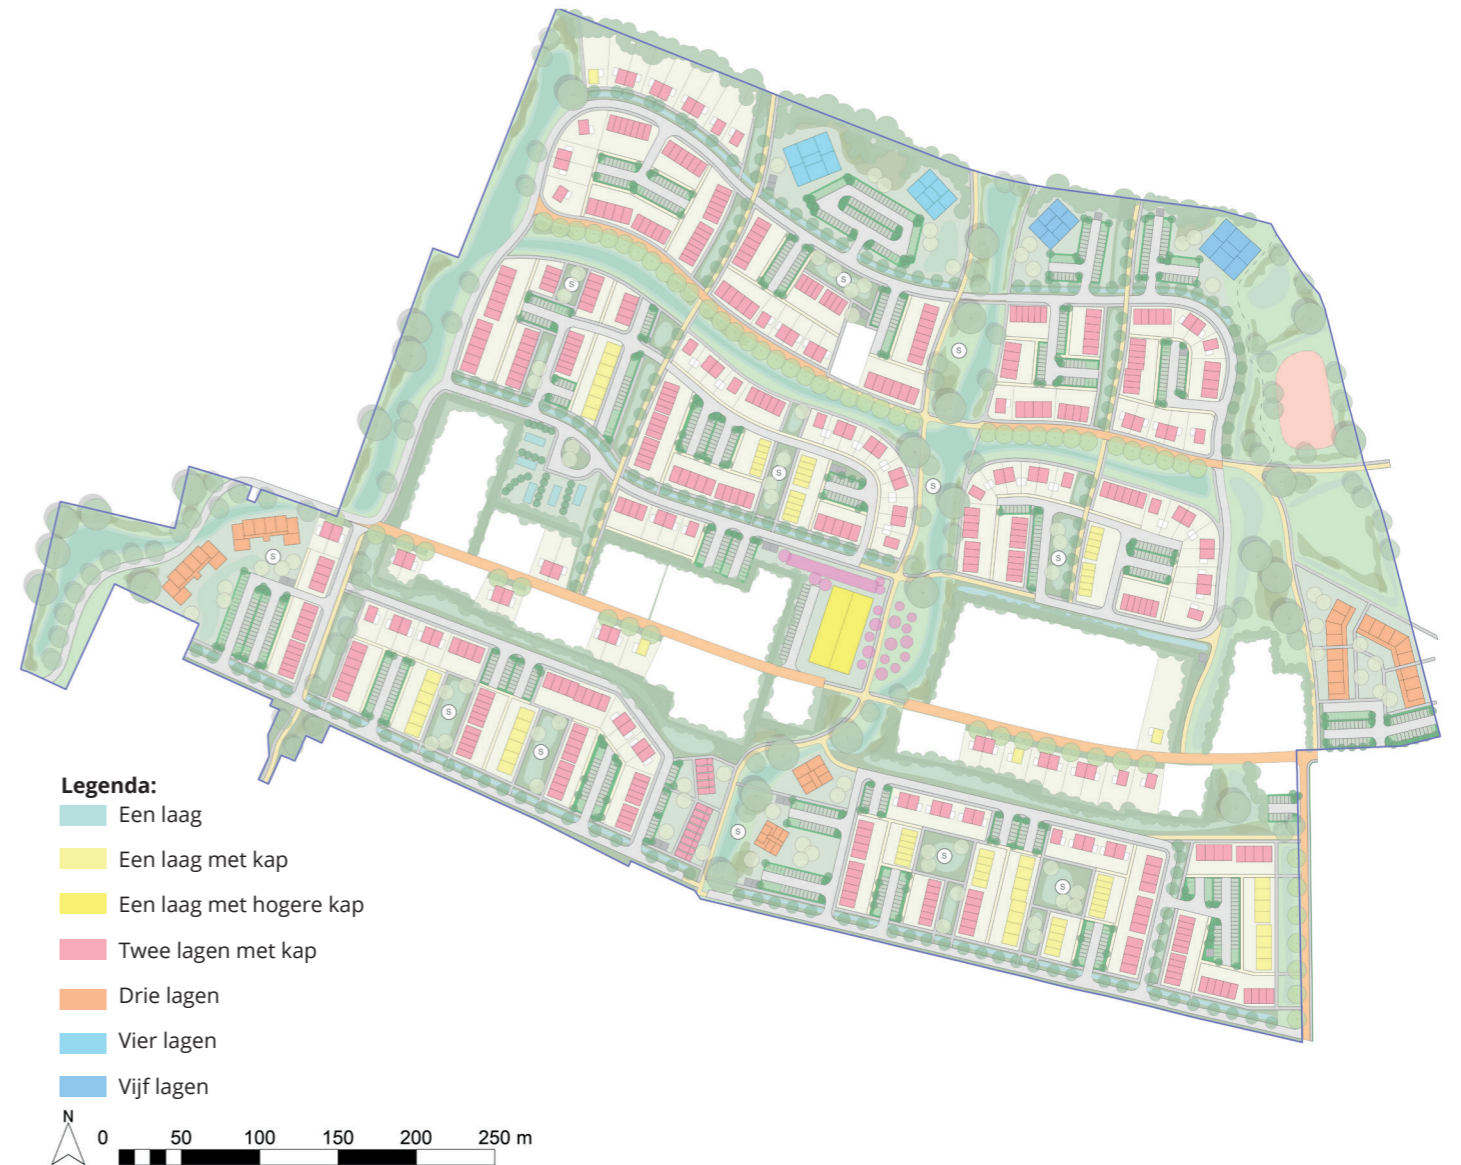 S
S
S
S
S
S
S
S
S
S
S
S
S
Legenda:
Een laag
Een laag met kap
Een laag met hogere kap
Twee lagen met kap
Drie lagen
Vier lagen
Vijf lagen
N
0 50 100 150 200 250 m